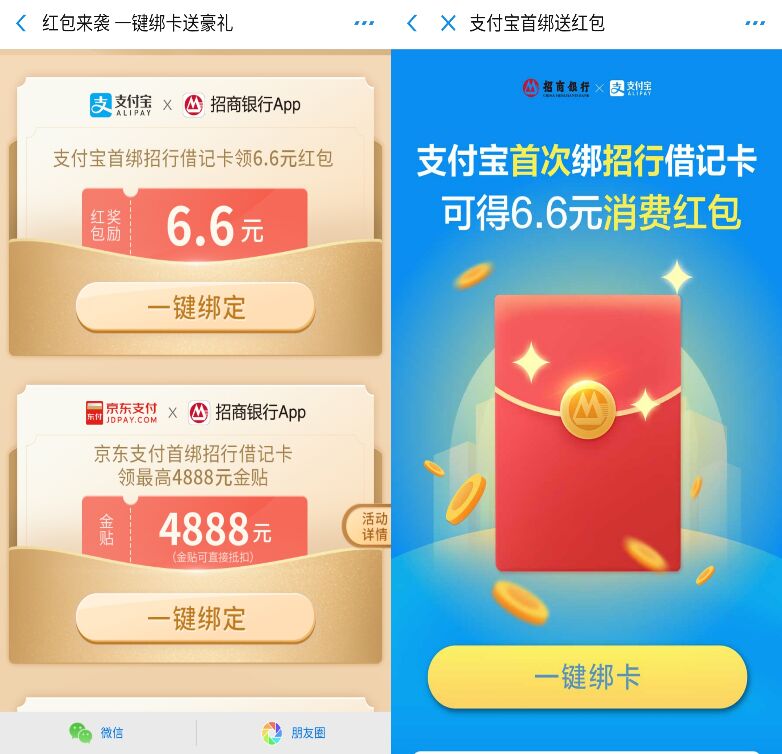 红包来袭 一键绑卡送豪礼
支付宝 ALIPAY X 招商银行App
支付宝首绑招行借记卡领6.6元红包
红包 奖励
6.6元
一键绑定
东付 京东支付 JDPAY.COM X 招商银行App
京东支付首绑招行借记卡
领最高4888元金贴
金贴
4888元
(金贴可直接抵扣)
活动
详情
一键绑定
微信
朋友圈
支付宝首绑送红包
招商银行 CHINA MERCHANTS BANK × 支付宝 ALIPAY
支付宝首次绑招行借记卡
可得6.6元消费红包
一键绑卡